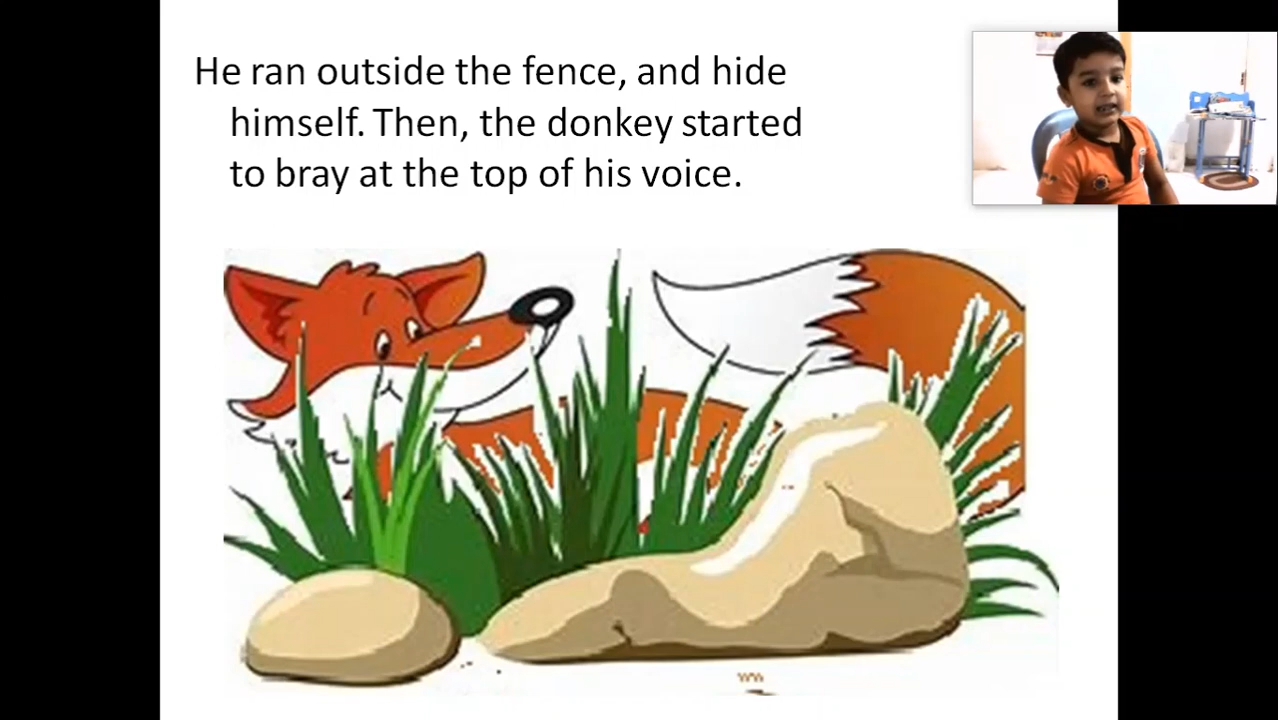 He ran outside the fence, and hide
himself. Then, the donkey started
to bray at the top of his voice.